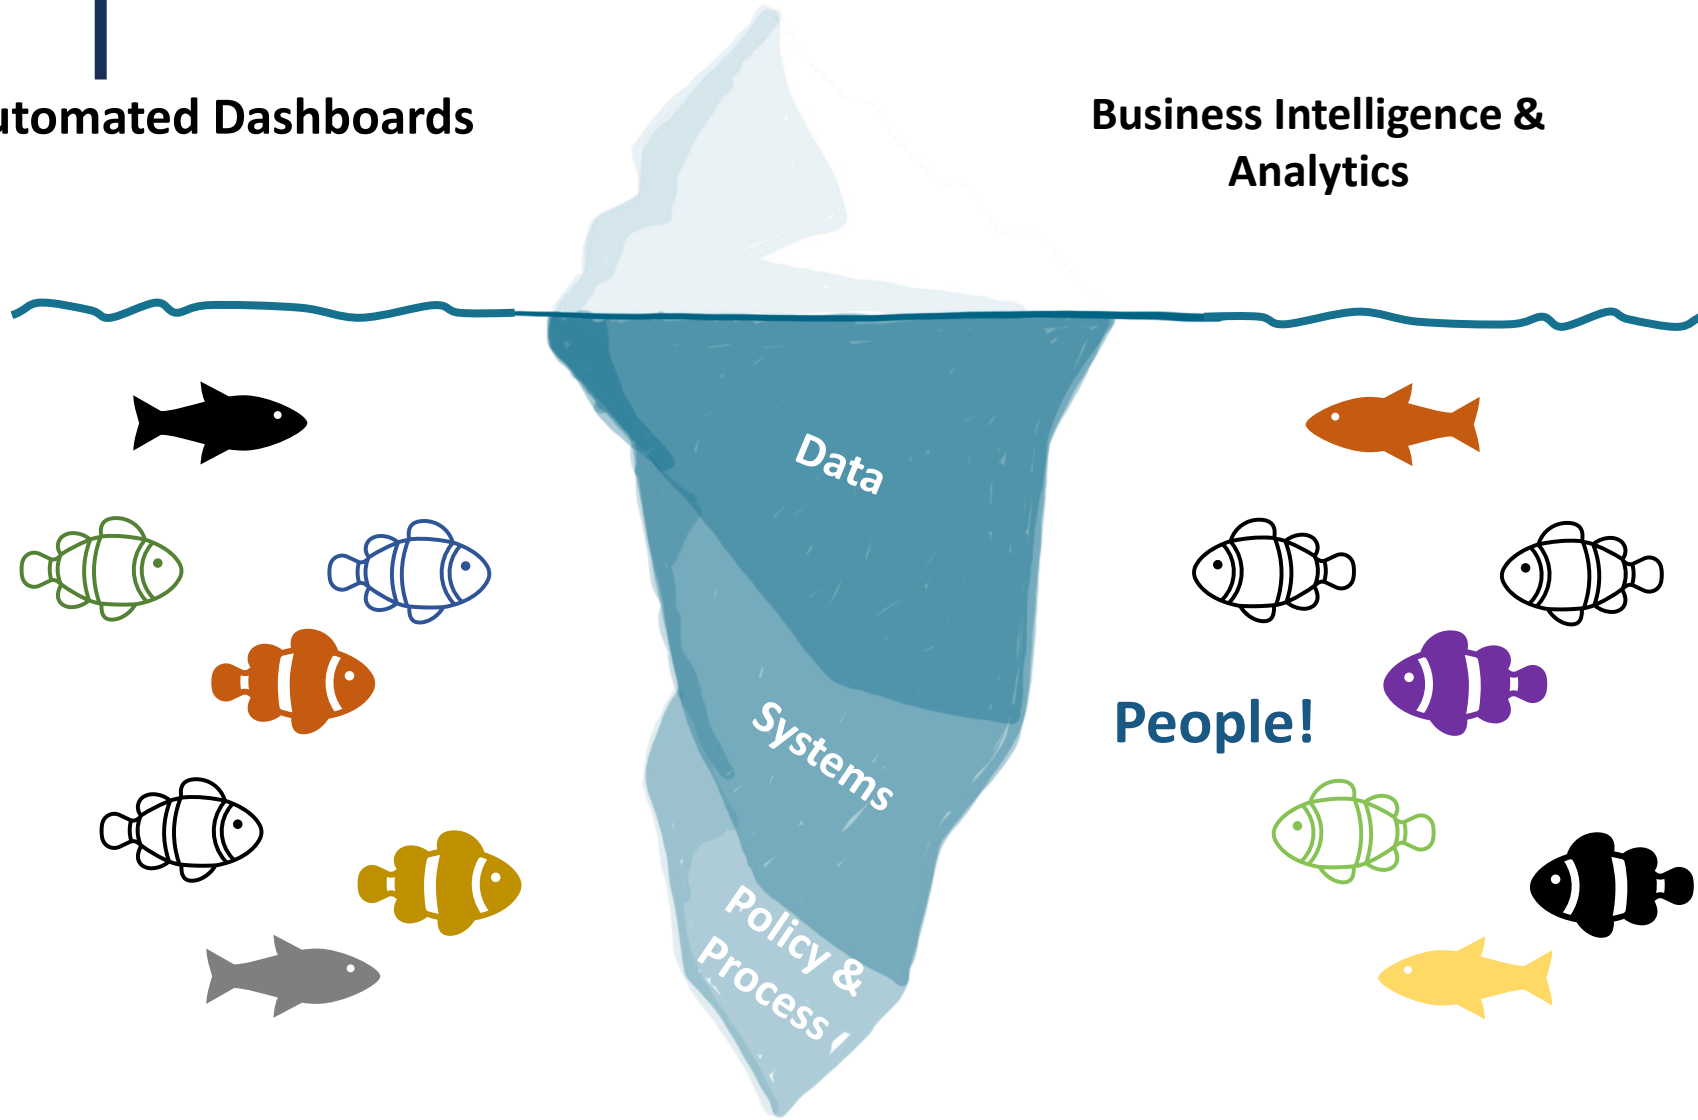 utomated Dashboards
Business Intelligence &
Analytics
Data
Systems
People!
Policy &
Process (